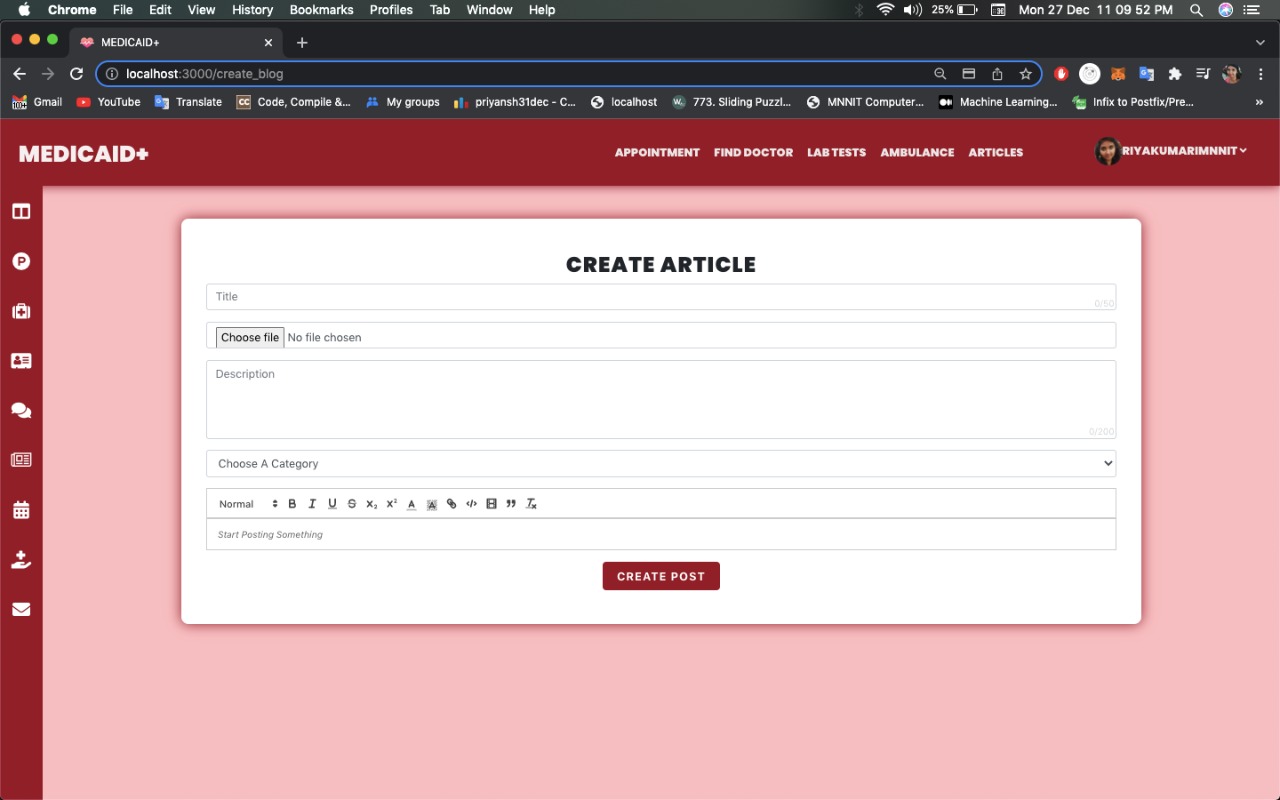 Chrome File Edit View History Bookmarks Profiles Tab Window Help 25% Mon 27 Dec 11 09 52 PM
MEDICAID+
localhost:3000/create_blog
Gmail YouTube Translate Code, Compile &... My groups priyansh31dec - C... localhost 773. Sliding Puzzl... MNNIT Computer... Machine Learning... Infix to Postfix/Pre... »
MEDICAID+ APPOINTMENT FIND DOCTOR LAB TESTS AMBULANCE ARTICLES RIYAKUMARIMNNIT
CREATE ARTICLE
Title
0/50
Choose file No file chosen
Description
0/200
Choose A Category
Normal B I U S X₂ X² A A </> ” Tx
Start Posting Something
CREATE POST